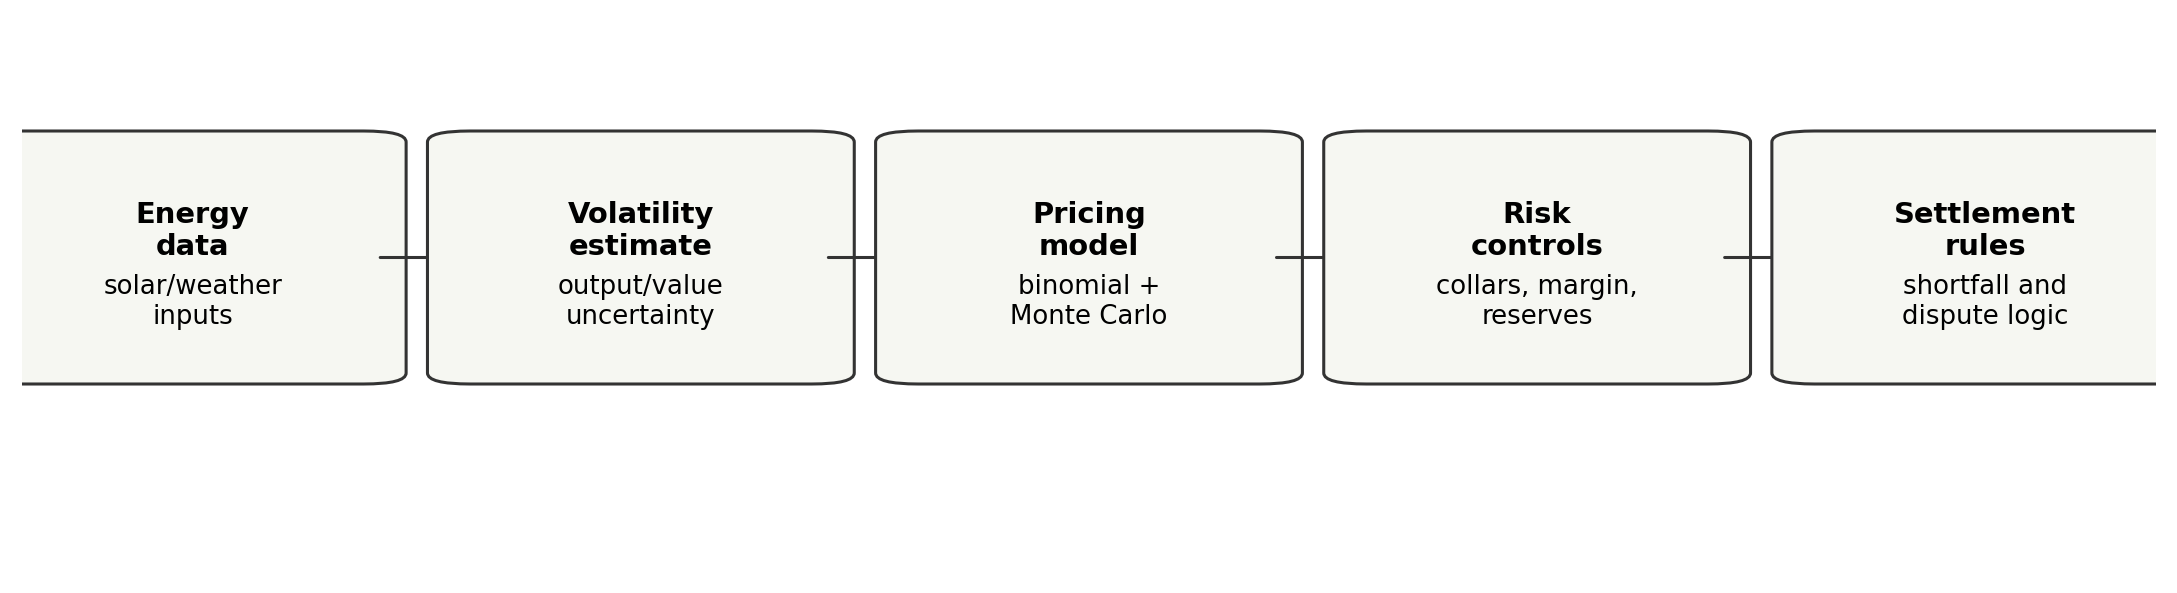 Energy
data
solar/weather
inputs
Volatility
estimate
output/value
uncertainty
Pricing
model
binomial +
Monte Carlo
Risk
controls
collars, margin,
reserves
Settlement
rules
shortfall and
dispute logic